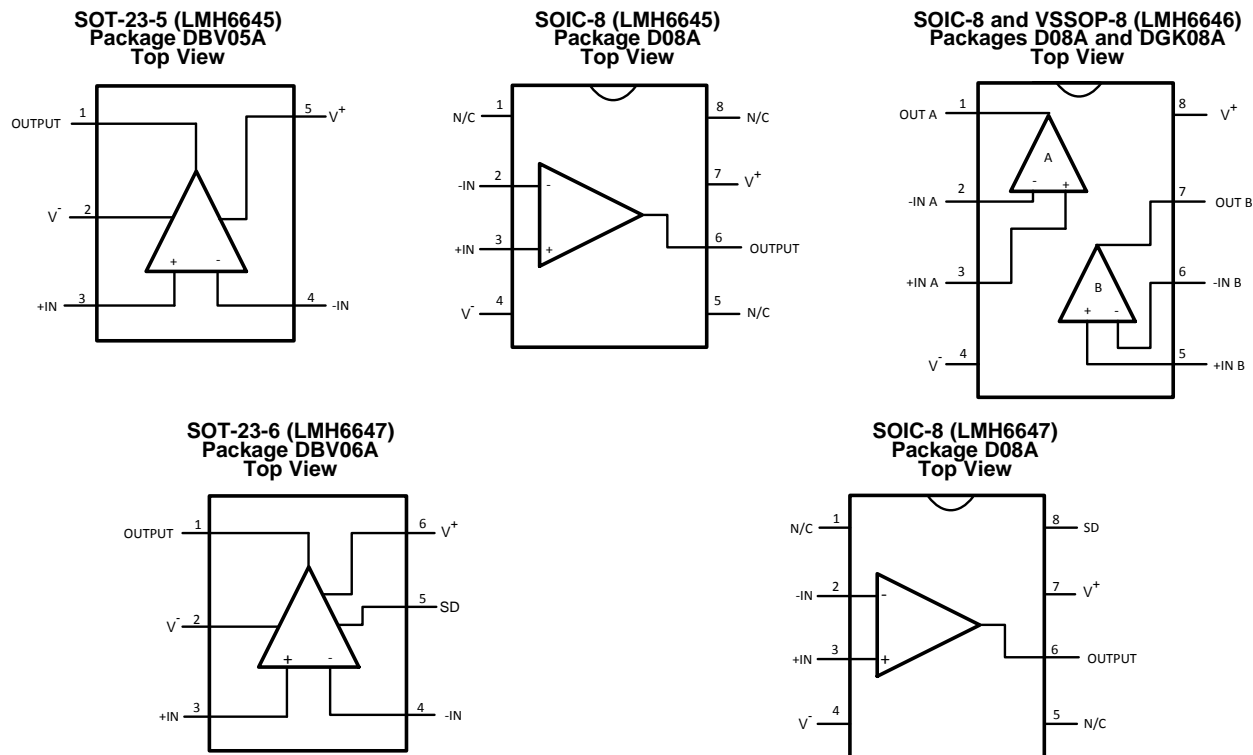 SOT-23-5 (LMH6645)
Package DBV05A
Top View
OUTPUT 1
5 V+
V- 2
+ -
+IN 3
4 -IN
SOIC-8 (LMH6645)
Package D08A
Top View
N/C 1
8 N/C
-IN 2 -
7 V+
+IN 3 +
6 OUTPUT
V- 4
5 N/C
SOIC-8 and VSSOP-8 (LMH6646)
Packages D08A and DGK08A
Top View
OUT A 1
8 V+
A
- +
-IN A 2
7 OUT B
+IN A 3
6 -IN B
B
+ -
V- 4
5 +IN B
SOT-23-6 (LMH6647)
Package DBV06A
Top View
OUTPUT 1
6 V+
5 SD
V- 2
+ -
+IN 3
4 -IN
SOIC-8 (LMH6647)
Package D08A
Top View
N/C 1
8 SD
-IN 2 -
7 V+
+IN 3 +
6 OUTPUT
V- 4
5 N/C